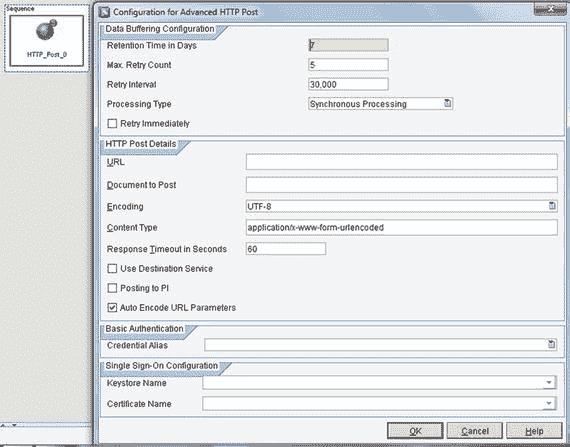 Sequence
HTTP_Post_0
Configuration for Advanced HTTP Post
Data Buffering Configuration
Retention Time in Days 7
Max. Retry Count 5
Retry Interval 30,000
Processing Type Synchronous Processing
Retry Immediately
HTTP Post Details
URL
Document to Post
Encoding UTF-8
Content Type application/x-www-form-urlencoded
Response Timeout in Seconds 60
Use Destination Service
Posting to PI
Auto Encode URL Parameters
Basic Authentication
Credential Alias
Single Sign-On Configuration
Keystore Name
Certificate Name
OK Cancel Help